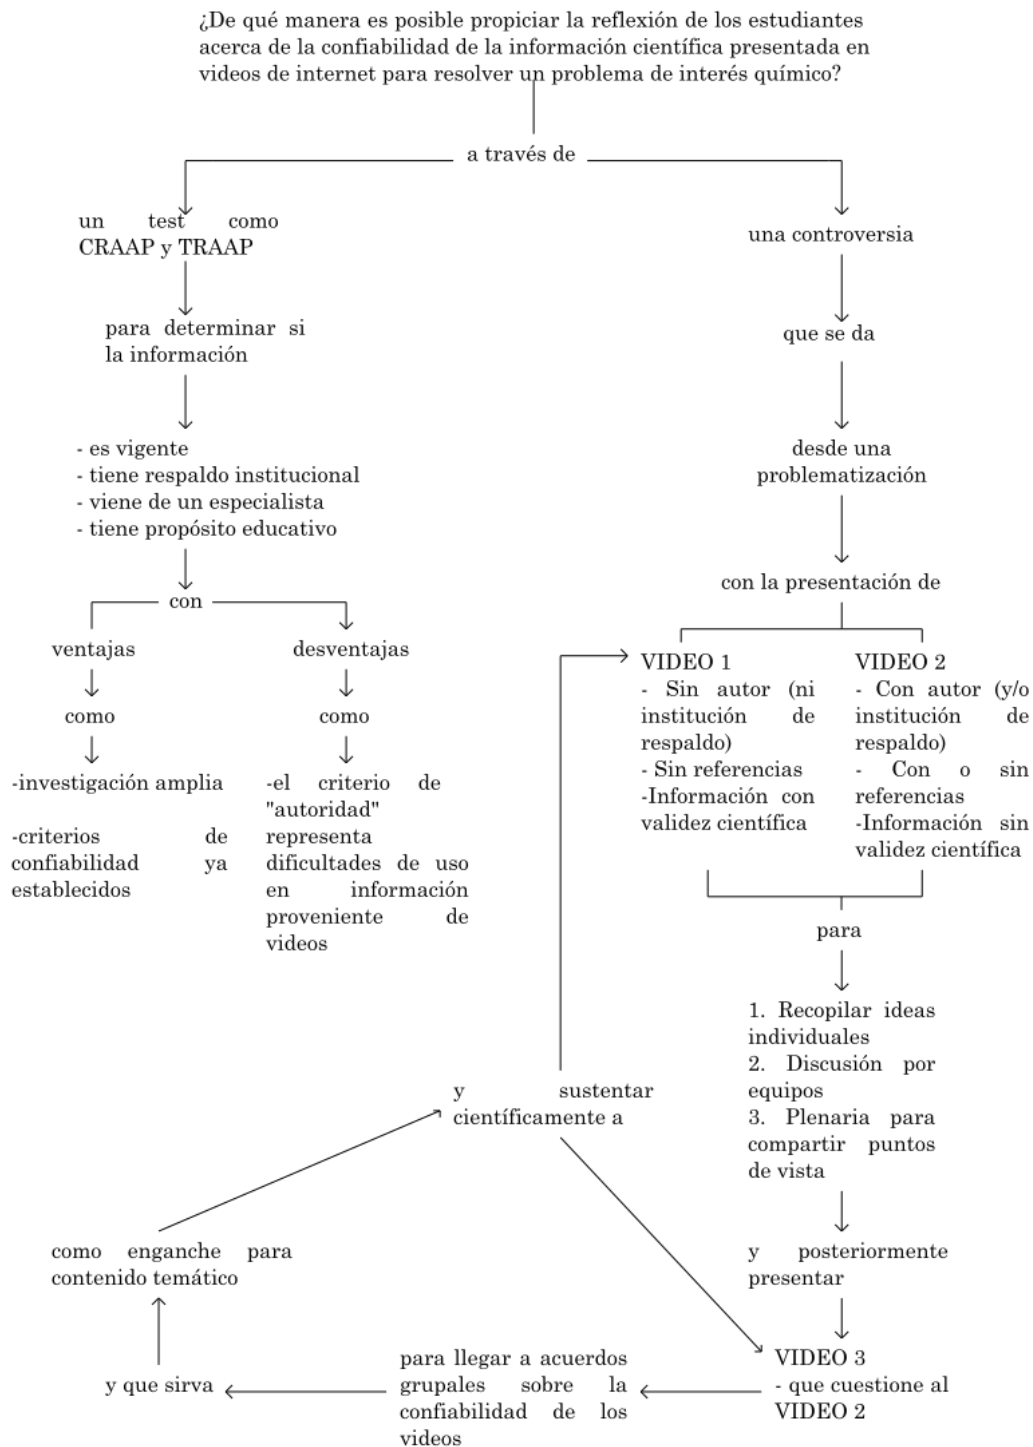 ¿De qué manera es posible propiciar la reflexión de los estudiantes
acerca de la confiabilidad de la información científica presentada en
videos de internet para resolver un problema de interés químico?
a través de
un test como
CRAAP y TRAAP
para determinar si
la información
- es vigente
- tiene respaldo institucional
- viene de un especialista
- tiene propósito educativo
con
ventajas
como
-investigación amplia
-criterios de
confiabilidad ya
establecidos
desventajas
como
-el criterio de
"autoridad"
representa
dificultades de uso
en información
proveniente de
videos
una controversia
que se da
desde una
problematización
con la presentación de
VIDEO 1
- Sin autor (ni
institución de
respaldo)
- Sin referencias
-Información con
validez científica
VIDEO 2
- Con autor (y/o
institución de
respaldo)
- Con o sin
referencias
-Información sin
validez científica
para
1. Recopilar ideas
individuales
2. Discusión por
equipos
3. Plenaria para
compartir puntos
de vista
y posteriormente
presentar
VIDEO 3
- que cuestione al
VIDEO 2
para llegar a acuerdos
grupales sobre la
confiabilidad de los
videos
y que sirva
como enganche para
contenido temático
y sustentar
científicamente a